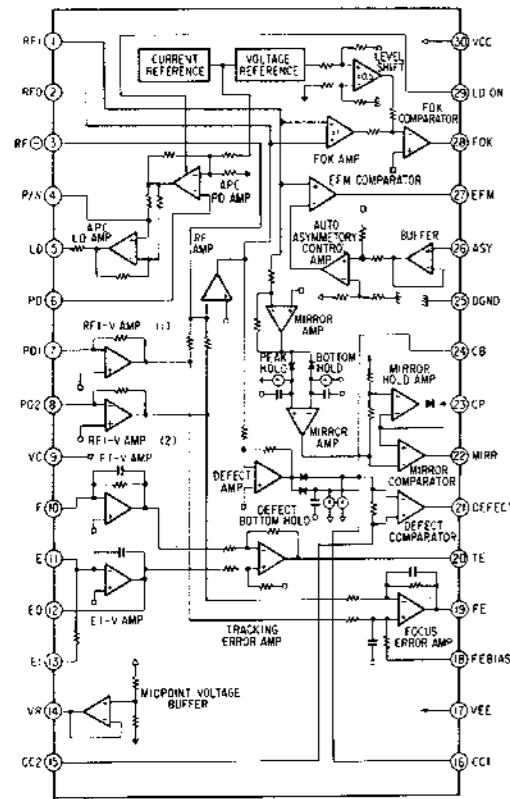 RF1 1
RFO 2
RF(−) 3
P/N 4
LD 5
PD 6
PD1 7
PD2 8
VC 9
F 10
E 11
EO 12
EI 13
VR 14
CC2 15
30 VCC
29 LD ON
28 FOK
27 EFM
26 ASY
25 DGND
24 CB
23 CP
22 MIRR
21 DEFECT
20 TE
19 FE
18 FEBIAS
17 VEE
16 CC1
CURRENT
REFERENCE
VOLTAGE
REFERENCE
LEVEL
SHIFT
×0.5
FOK
COMPARATOR
FOK AMP
EFM COMPARATOR
APC
PD AMP
APC
LD AMP
RF
AMP
AUTO
ASYMMETORY
CONTROL
AMP
BUFFER
MIRROR
AMP
RF I-V AMP (1)
PEAK
HOLD
BOTTOM
HOLD
MIRROR
HOLD AMP
MIRROR
AMP
RF I-V AMP (2)
F I-V AMP
MIRROR
COMPARATOR
DEFECT
AMP
DEFECT
BOTTOM HOLD
DEFECT
COMPARATOR
E I-V AMP
TRACKING
ERROR AMP
FOCUS
ERROR AMP
MIDPOINT VOLTAGE
BUFFER